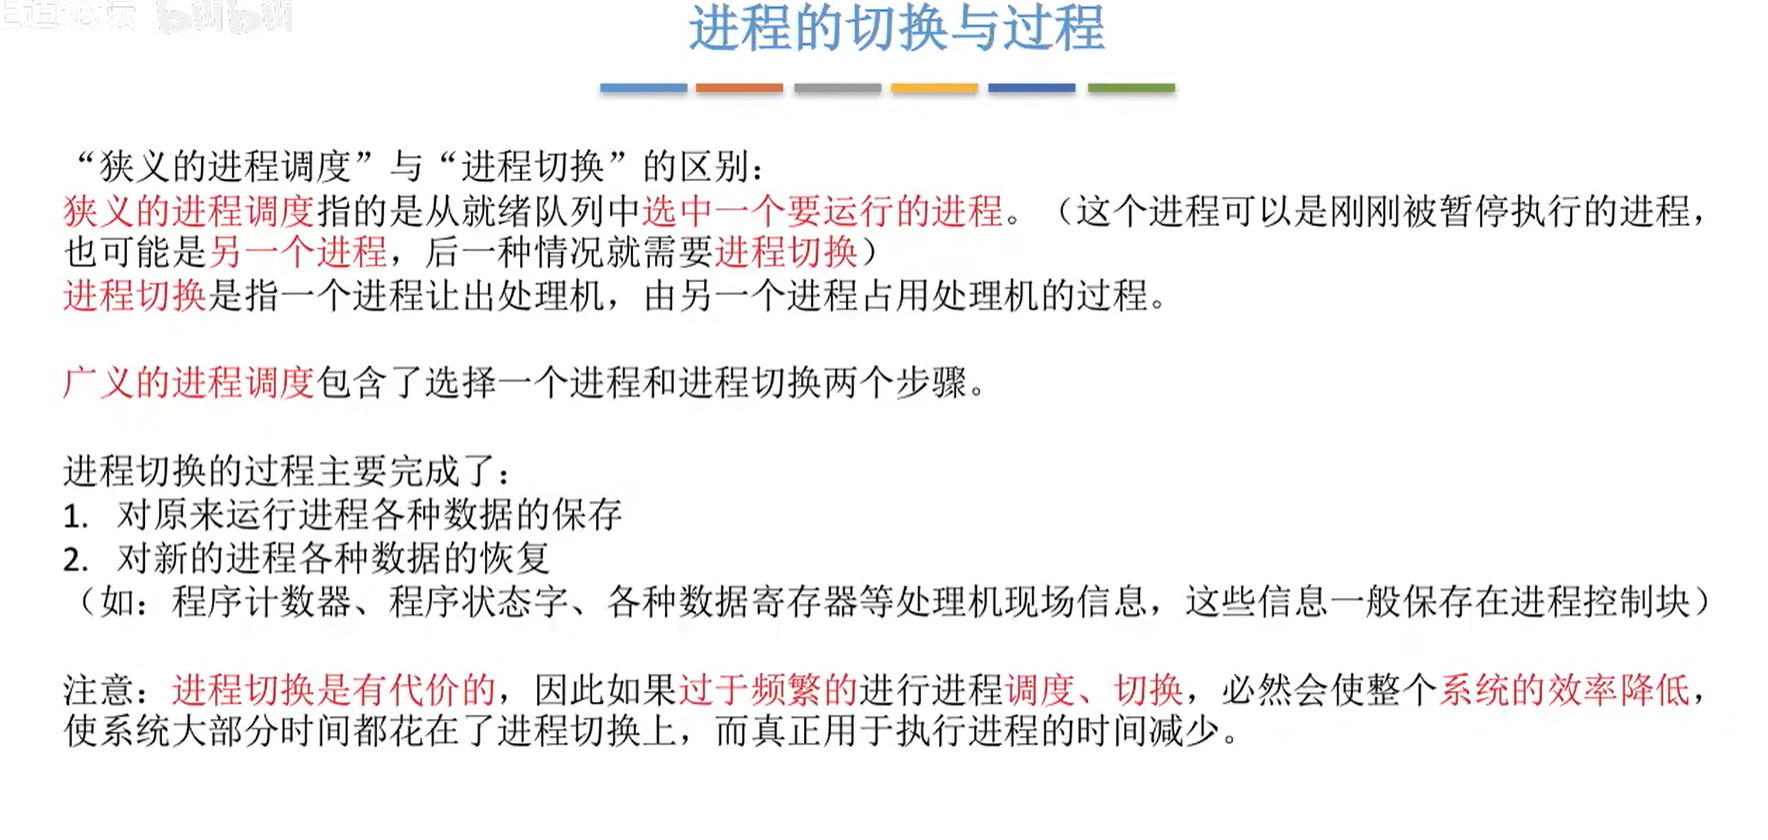 王道论坛 bilibili
进程的切换与过程
“狭义的进程调度”与“进程切换”的区别：
狭义的进程调度指的是从就绪队列中选中一个要运行的进程。（这个进程可以是刚刚被暂停执行的进程，
也可能是另一个进程，后一种情况就需要进程切换）
进程切换是指一个进程让出处理机，由另一个进程占用处理机的过程。
广义的进程调度包含了选择一个进程和进程切换两个步骤。
进程切换的过程主要完成了：
1. 对原来运行进程各种数据的保存
2. 对新的进程各种数据的恢复
（如：程序计数器、程序状态字、各种数据寄存器等处理机现场信息，这些信息一般保存在进程控制块）
注意：进程切换是有代价的，因此如果过于频繁的进行进程调度、切换，必然会使整个系统的效率降低，
使系统大部分时间都花在了进程切换上，而真正用于执行进程的时间减少。